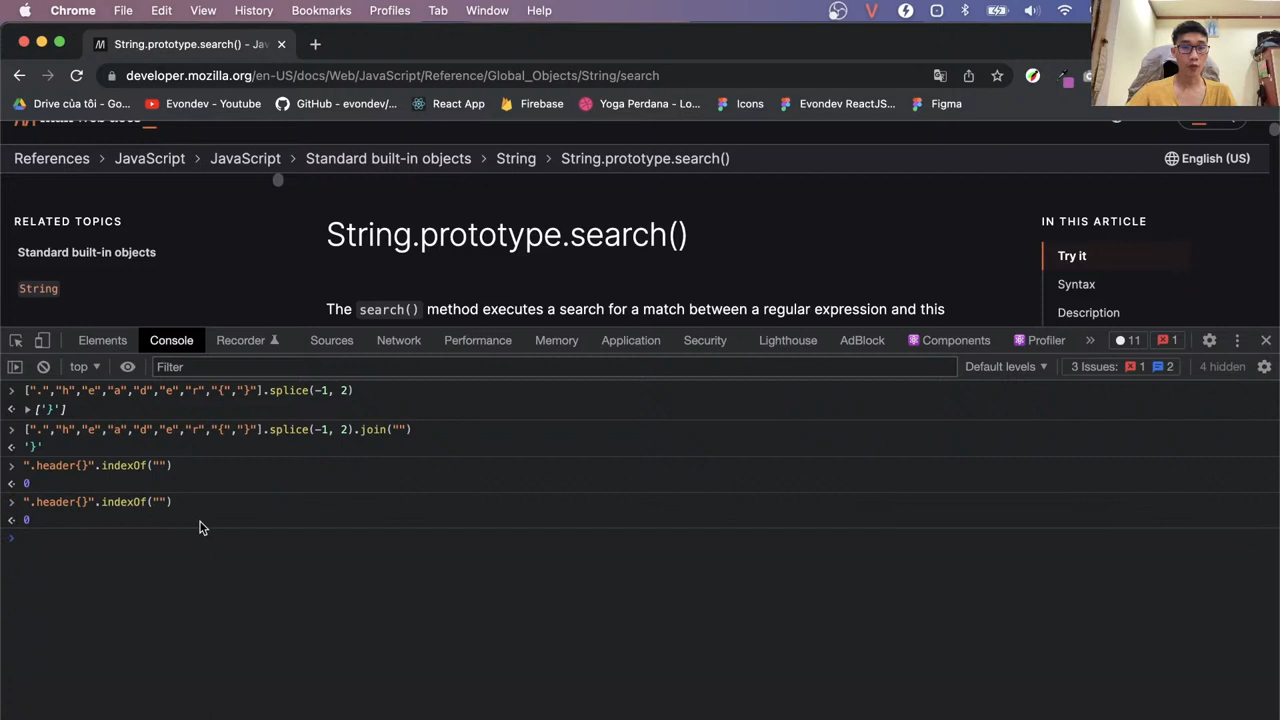 Chrome File Edit View History Bookmarks Profiles Tab Window Help
String.prototype.search() - Jav
developer.mozilla.org/en-US/docs/Web/JavaScript/Reference/Global_Objects/String/search
Drive của tôi - Go... Evondev - Youtube GitHub - evondev/... React App Firebase Yoga Perdana - Lo... Icons Evondev ReactJS... Figma
References > JavaScript > JavaScript > Standard built-in objects > String > String.prototype.search()
English (US)
RELATED TOPICS
Standard built-in objects
String
String.prototype.search()
The search() method executes a search for a match between a regular expression and this
IN THIS ARTICLE
Try it
Syntax
Description
Elements Console Recorder Sources Network Performance Memory Application Security Lighthouse AdBlock Components Profiler » 11 1
top ▾ Filter Default levels ▾ 3 Issues: 1 2 4 hidden
> [".","h","e","a","d","e","r","{","}"].splice(-1, 2)
▸ ['}']
> [".","h","e","a","d","e","r","{","}"].splice(-1, 2).join("")
'}'
> ".header{}".indexOf("")
0
> ".header{}".indexOf("")
0
>